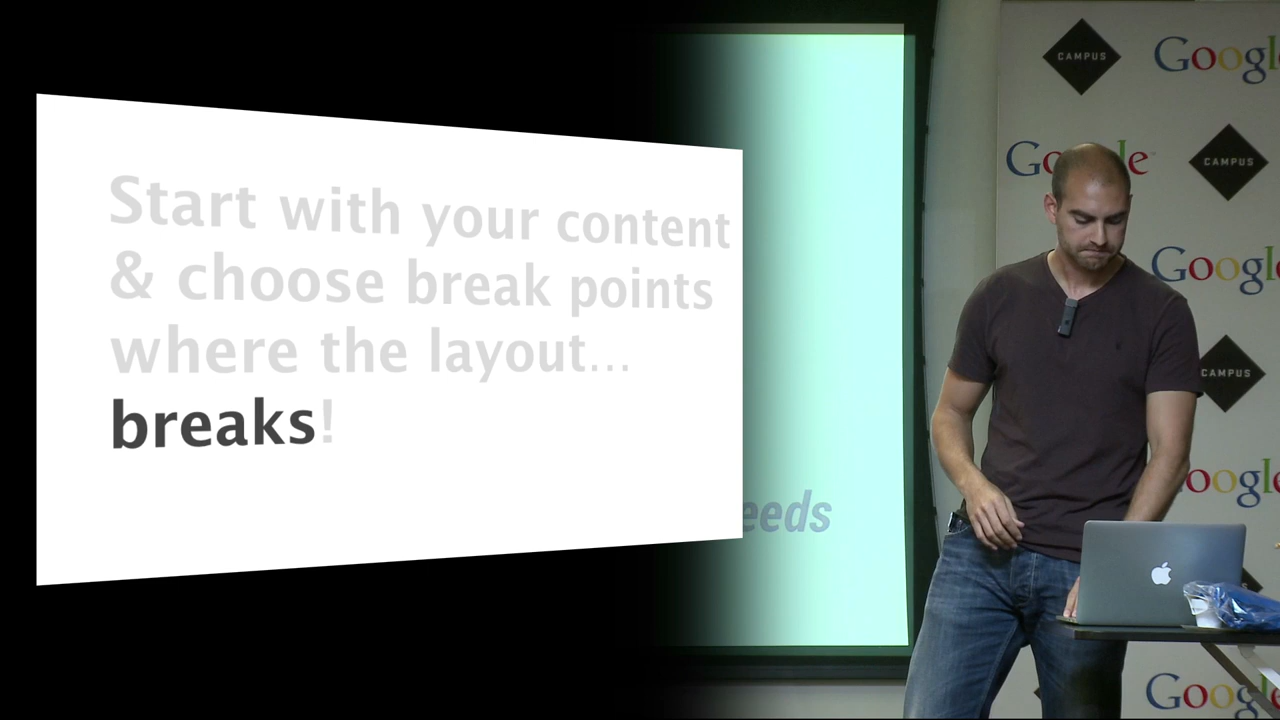 Start with your content
& choose break points
where the layout...
breaks!
eeds
CAMPUS
Google
Google
CAMPUS
Google
CAMPUS
Google
Google